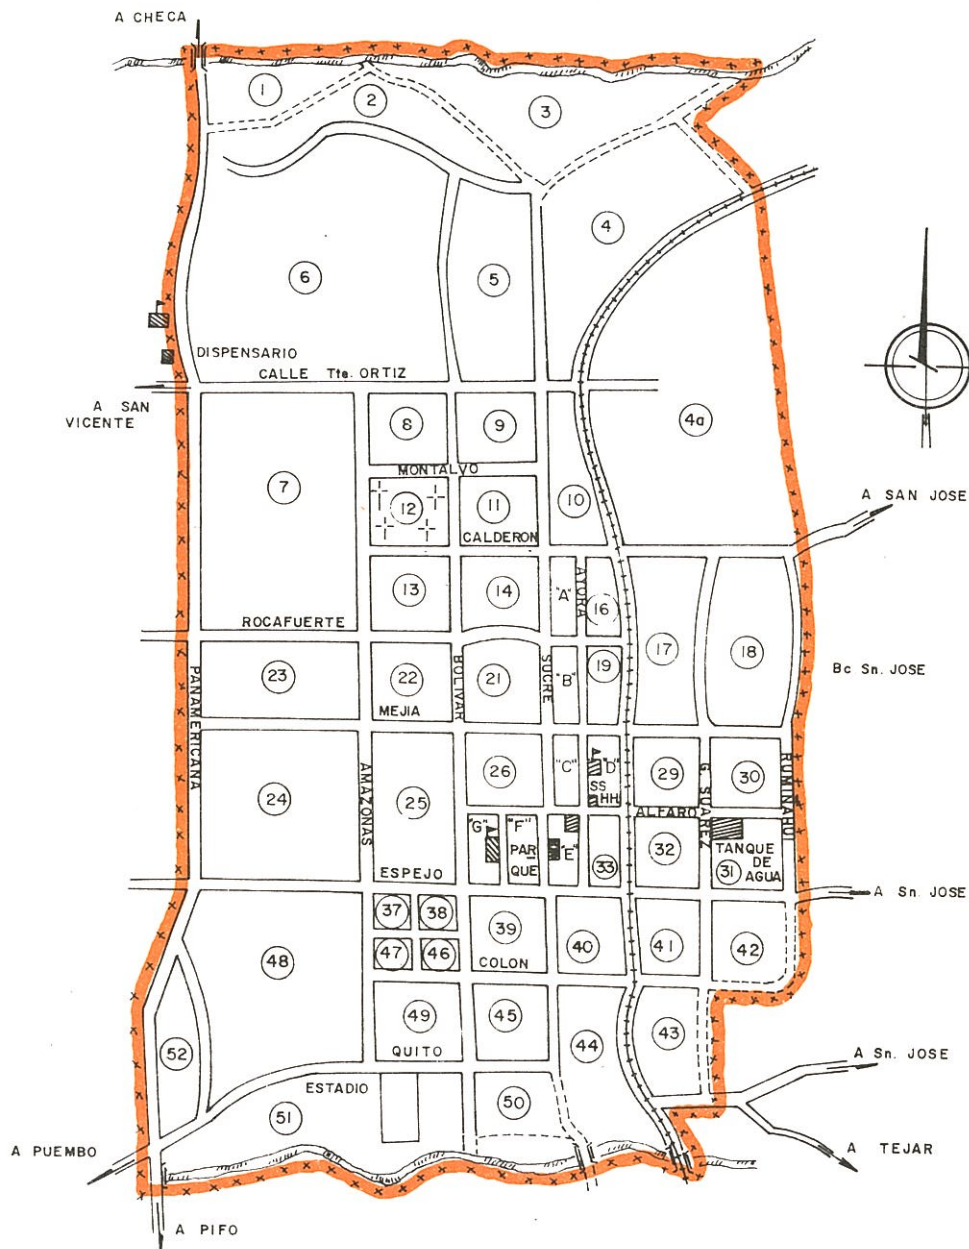 A CHECA
1
2
3
4
6
5
DISPENSARIO
CALLE Tte. ORTIZ
A SAN
VICENTE
4a
8
9
MONTALVO
7
12
11
10
CALDERON
A SAN JOSE
13
14
"A"
AYORA
16
ROCAFUERTE
17
18
23
22
MEJIA
BOLIVAR
21
SUCRE
"B"
19
Bc Sn. JOSE
PANAMERICANA
24
AMAZONAS
25
26
"C"
"D"
SS
HH
29
G. SUAREZ
30
RUMIÑAHUI
ALFARO
"G"
"F"
PAR-
QUE
"E"
33
32
TANQUE
DE
AGUA
31
ESPEJO
A Sn. JOSE
37
38
39
40
41
42
47
46
COLON
48
49
45
44
43
QUITO
52
ESTADIO
51
50
A Sn. JOSE
A PUEMBO
A TEJAR
A PIFO